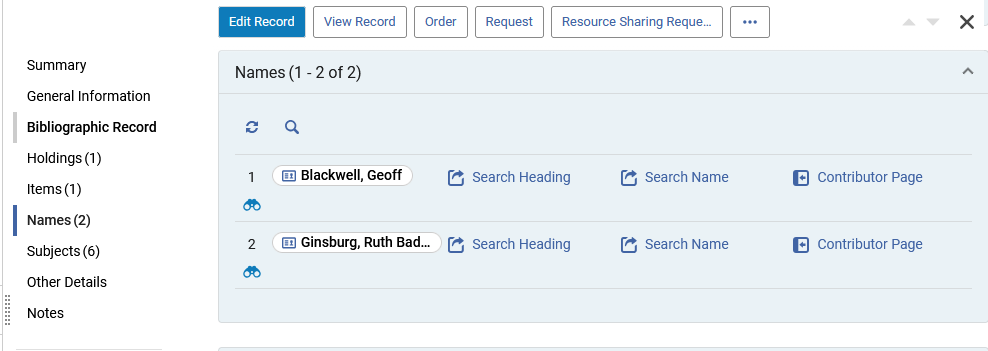 Edit Record View Record Order Request Resource Sharing Reque... ...
Summary
General Information
Bibliographic Record
Holdings (1)
Items (1)
Names (2)
Subjects (6)
Other Details
Notes
Names (1 - 2 of 2)
1 Blackwell, Geoff Search Heading Search Name Contributor Page
2 Ginsburg, Ruth Bad... Search Heading Search Name Contributor Page